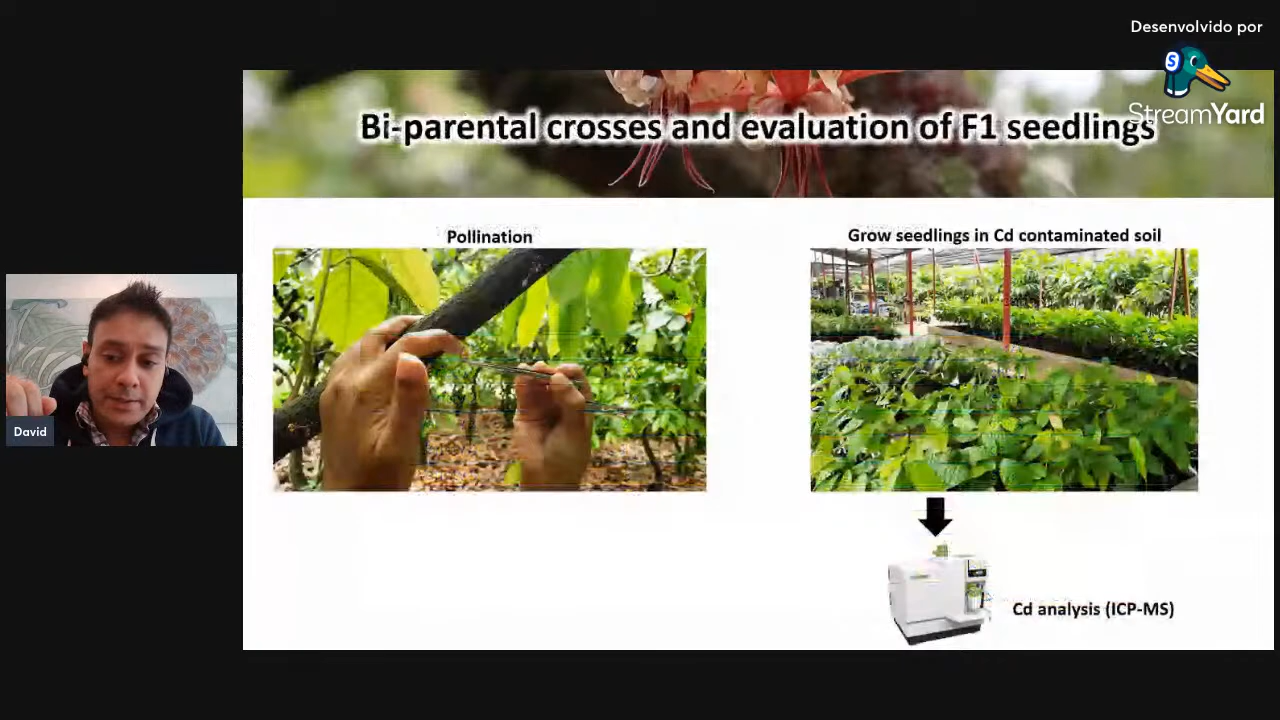 Desenvolvido por
StreamYard
Bi-parental crosses and evaluation of F1 seedlings
Pollination
Grow seedlings in Cd contaminated soil
David
Cd analysis (ICP-MS)